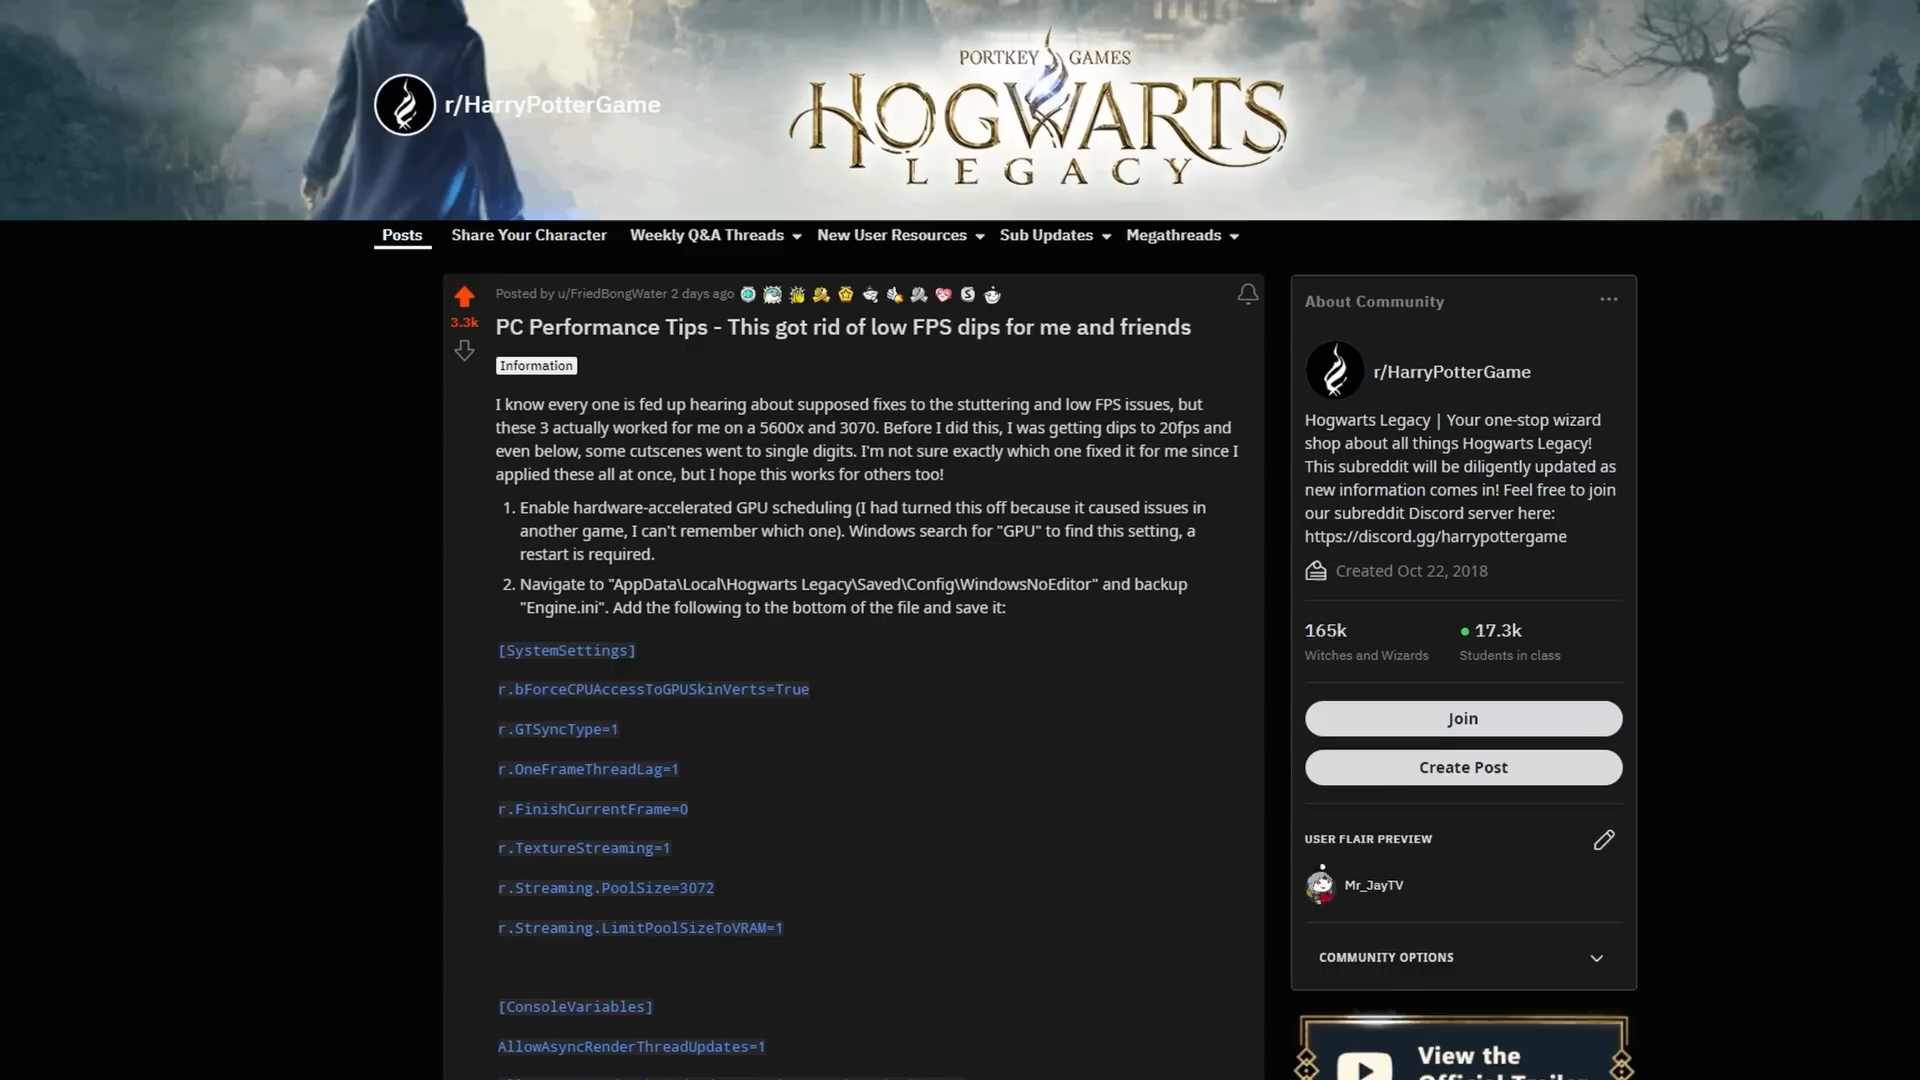 PORTKEY GAMES
HOGWARTS
LEGACY
r/HarryPotterGame
Posts Share Your Character Weekly Q&A Threads New User Resources Sub Updates Megathreads
Posted by u/FriedBongWater 2 days ago
3.3k
PC Performance Tips - This got rid of low FPS dips for me and friends
Information
I know every one is fed up hearing about supposed fixes to the stuttering and low FPS issues, but
these 3 actually worked for me on a 5600x and 3070. Before I did this, I was getting dips to 20fps and
even below, some cutscenes went to single digits. I'm not sure exactly which one fixed it for me since I
applied these all at once, but I hope this works for others too!
1. Enable hardware-accelerated GPU scheduling (I had turned this off because it caused issues in
another game, I can't remember which one). Windows search for "GPU" to find this setting, a
restart is required.
2. Navigate to "AppData\Local\Hogwarts Legacy\Saved\Config\WindowsNoEditor" and backup
"Engine.ini". Add the following to the bottom of the file and save it:
[SystemSettings]
r.bForceCPUAccessToGPUSkinVerts=True
r.GTSyncType=1
r.OneFrameThreadLag=1
r.FinishCurrentFrame=0
r.TextureStreaming=1
r.Streaming.PoolSize=3072
r.Streaming.LimitPoolSizeToVRAM=1
[ConsoleVariables]
AllowAsyncRenderThreadUpdates=1
About Community
r/HarryPotterGame
Hogwarts Legacy | Your one-stop wizard
shop about all things Hogwarts Legacy!
This subreddit will be diligently updated as
new information comes in! Feel free to join
our subreddit Discord server here:
https://discord.gg/harrypottergame
Created Oct 22, 2018
165k 17.3k
Witches and Wizards Students in class
Join
Create Post
USER FLAIR PREVIEW
Mr_JayTV
COMMUNITY OPTIONS
View the
Official Trailer